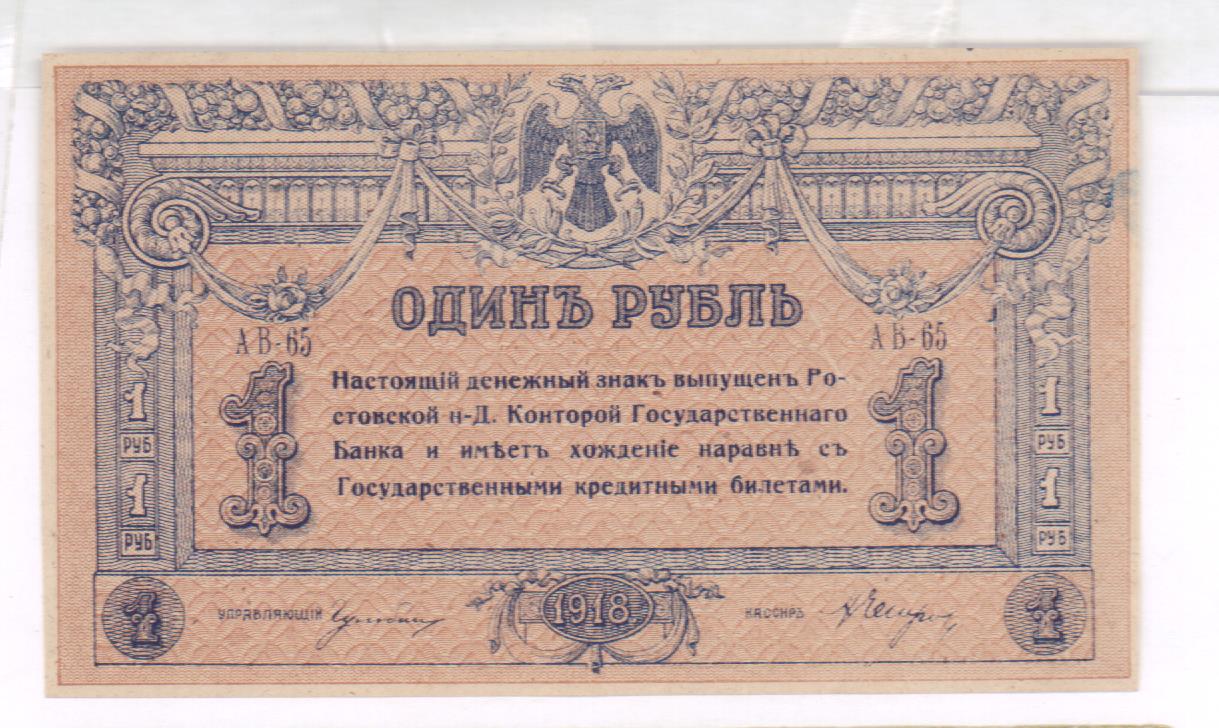 ОДИНЪ РУБЛЬ
АВ-65 АВ-65
Настоящій денежный знакъ выпущенъ Ро-
стовской н-Д. Конторой Государственнаго
Банка и имѣетъ хожденіе наравнѣ съ
Государственными кредитными билетами.
1 1
1 1
РУБ РУБ
1 1
РУБ РУБ
1 УПРАВЛЯЮЩІЙ 1918 КАССИРЪ 1